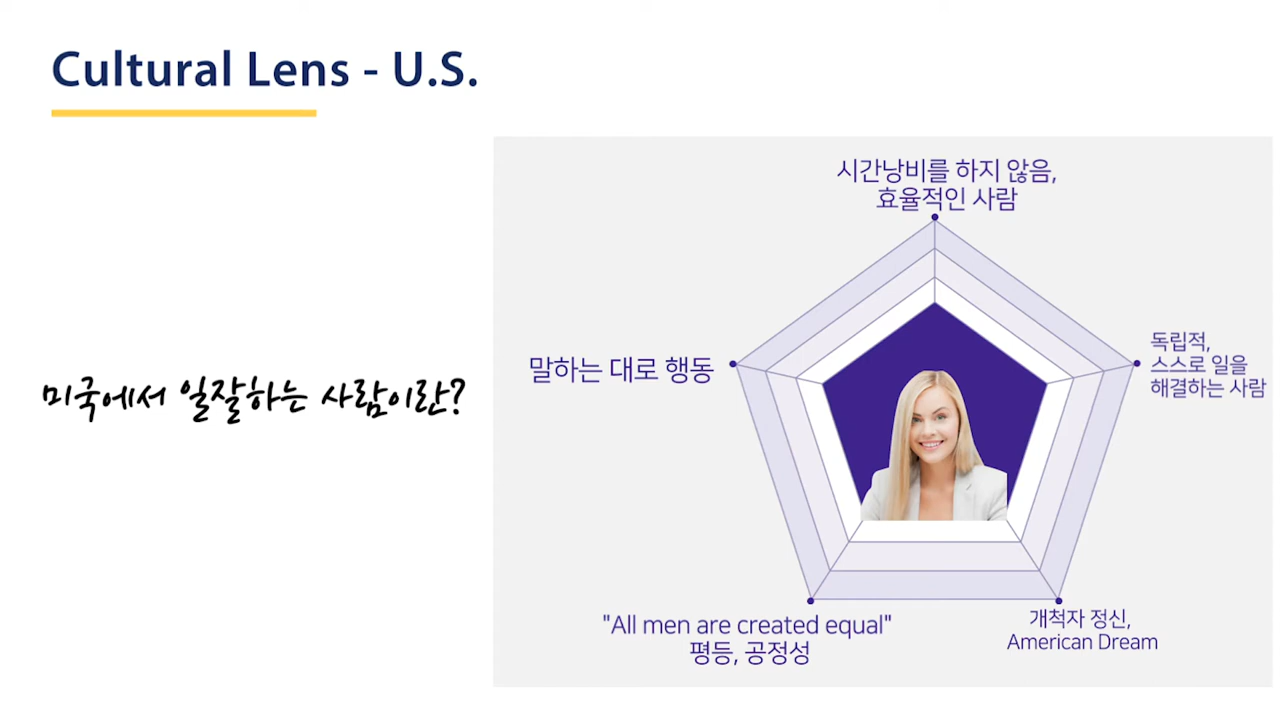 Cultural Lens - U.S.
미국에서 일잘하는 사람이란?
시간낭비를 하지 않음,
효율적인 사람
말하는 대로 행동
독립적,
스스로 일을
해결하는 사람
"All men are created equal"
평등, 공정성
개척자 정신,
American Dream